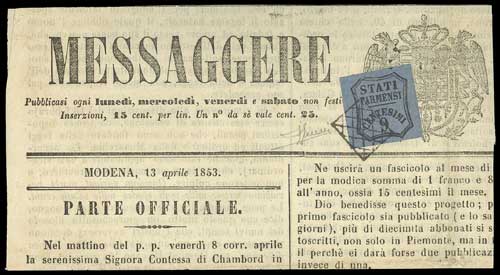 MESSAGGERE
STATI
PARMENSI
CENTESIMI
9
Pubblicasi ogni lunedì, mercoledì, venerdì e sabato non festi
Inserzioni, 15 cent. per lin. Un nº da sè vale cent. 25.
MODENA, 13 aprile 1853.
PARTE OFFICIALE.
Nel mattino del p. p. venerdì 8 corr. aprile
la serenissima Signora Contessa di Chambord in
Ne uscirà un fascicolo al mese di
per la modica somma di 1 franco e 8
all'anno, ossia 15 centesimi il mese.
Dio benedisse questo progetto; p
primo fascicolo sia pubblicato (e lo sa
giorni), più di diecimila abbonati si s
toscritti, non solo in Piemonte, ma in
il perchè ei darà forse due pubblicaz
invece di una.